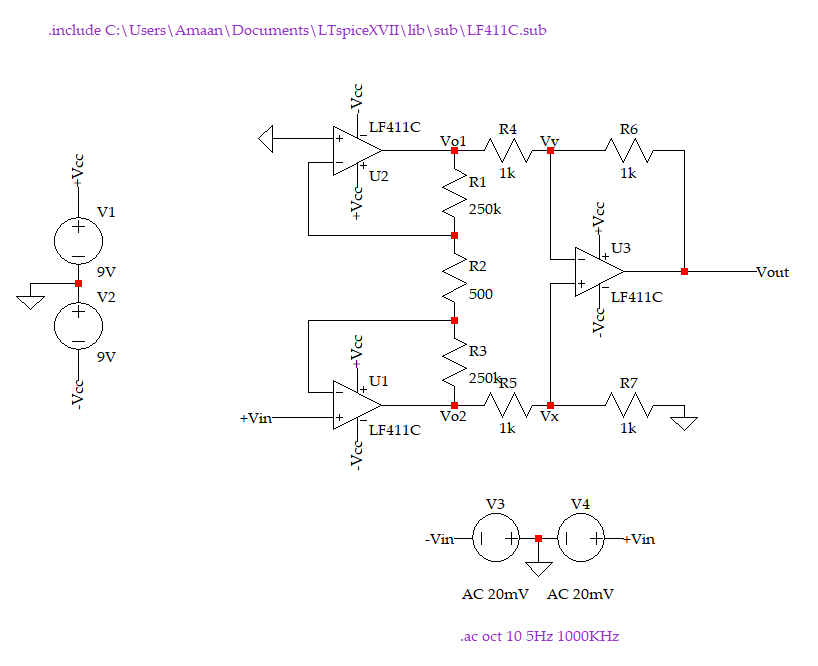 .include C:\Users\Amaan\Documents\LTspiceXVII\lib\sub\LF411C.sub
-Vcc
LF411C
U2
+Vcc
Vo1
R4
1k
Vy
R6
1k
+Vcc
V1
9V
V2
9V
-Vcc
R1
250k
R2
500
R3
250k
+Vcc
U3
LF411C
-Vcc
Vout
+Vcc
U1
LF411C
-Vcc
+Vin
Vo2
R5
1k
Vx
R7
1k
V3
V4
-Vin
+Vin
AC 20mV
AC 20mV
.ac oct 10 5Hz 1000KHz